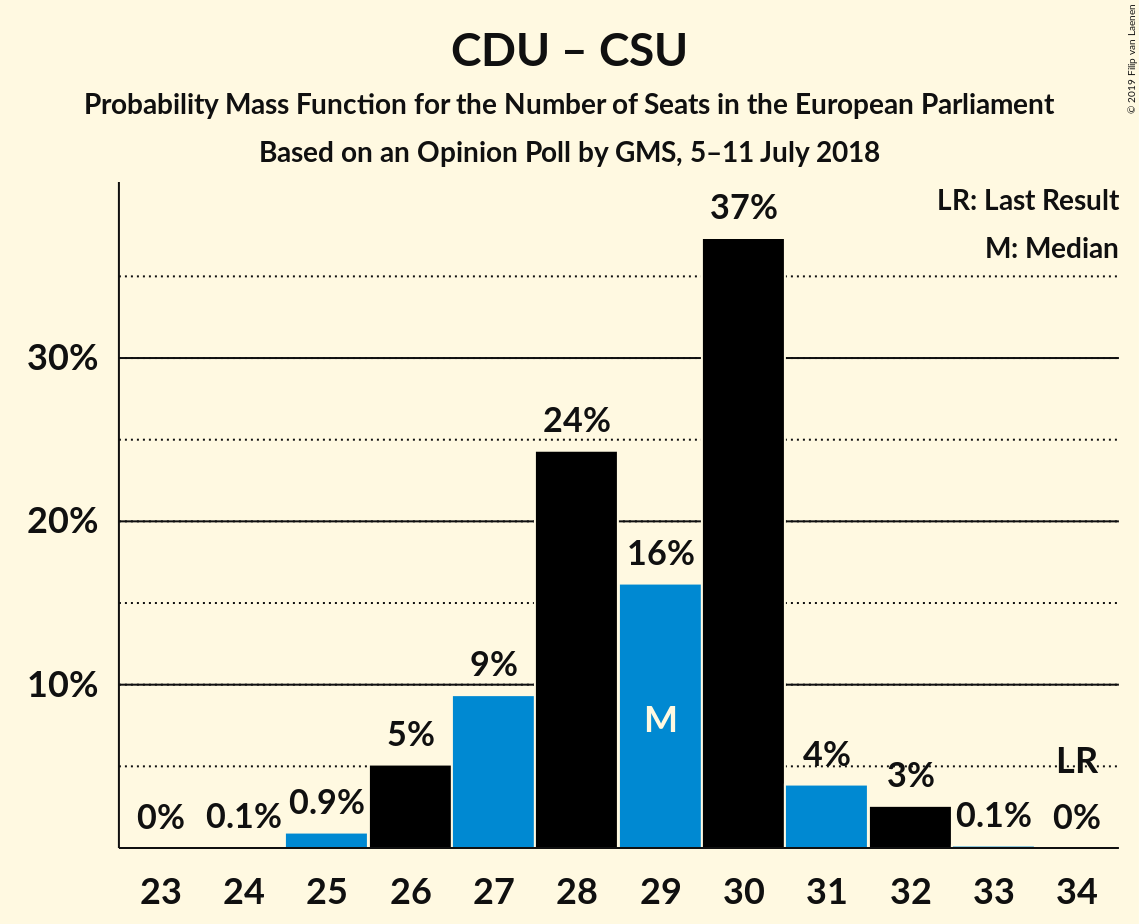 CDU – CSU
Probability Mass Function for the Number of Seats in the European Parliament
Based on an Opinion Poll by GMS, 5–11 July 2018
© 2019 Filip van Laenen
LR: Last Result
M: Median
30%
20%
10%
0%
0.1%
0.9%
5%
9%
24%
16%
37%
4%
3%
0.1%
0%
M
LR
23 24 25 26 27 28 29 30 31 32 33 34